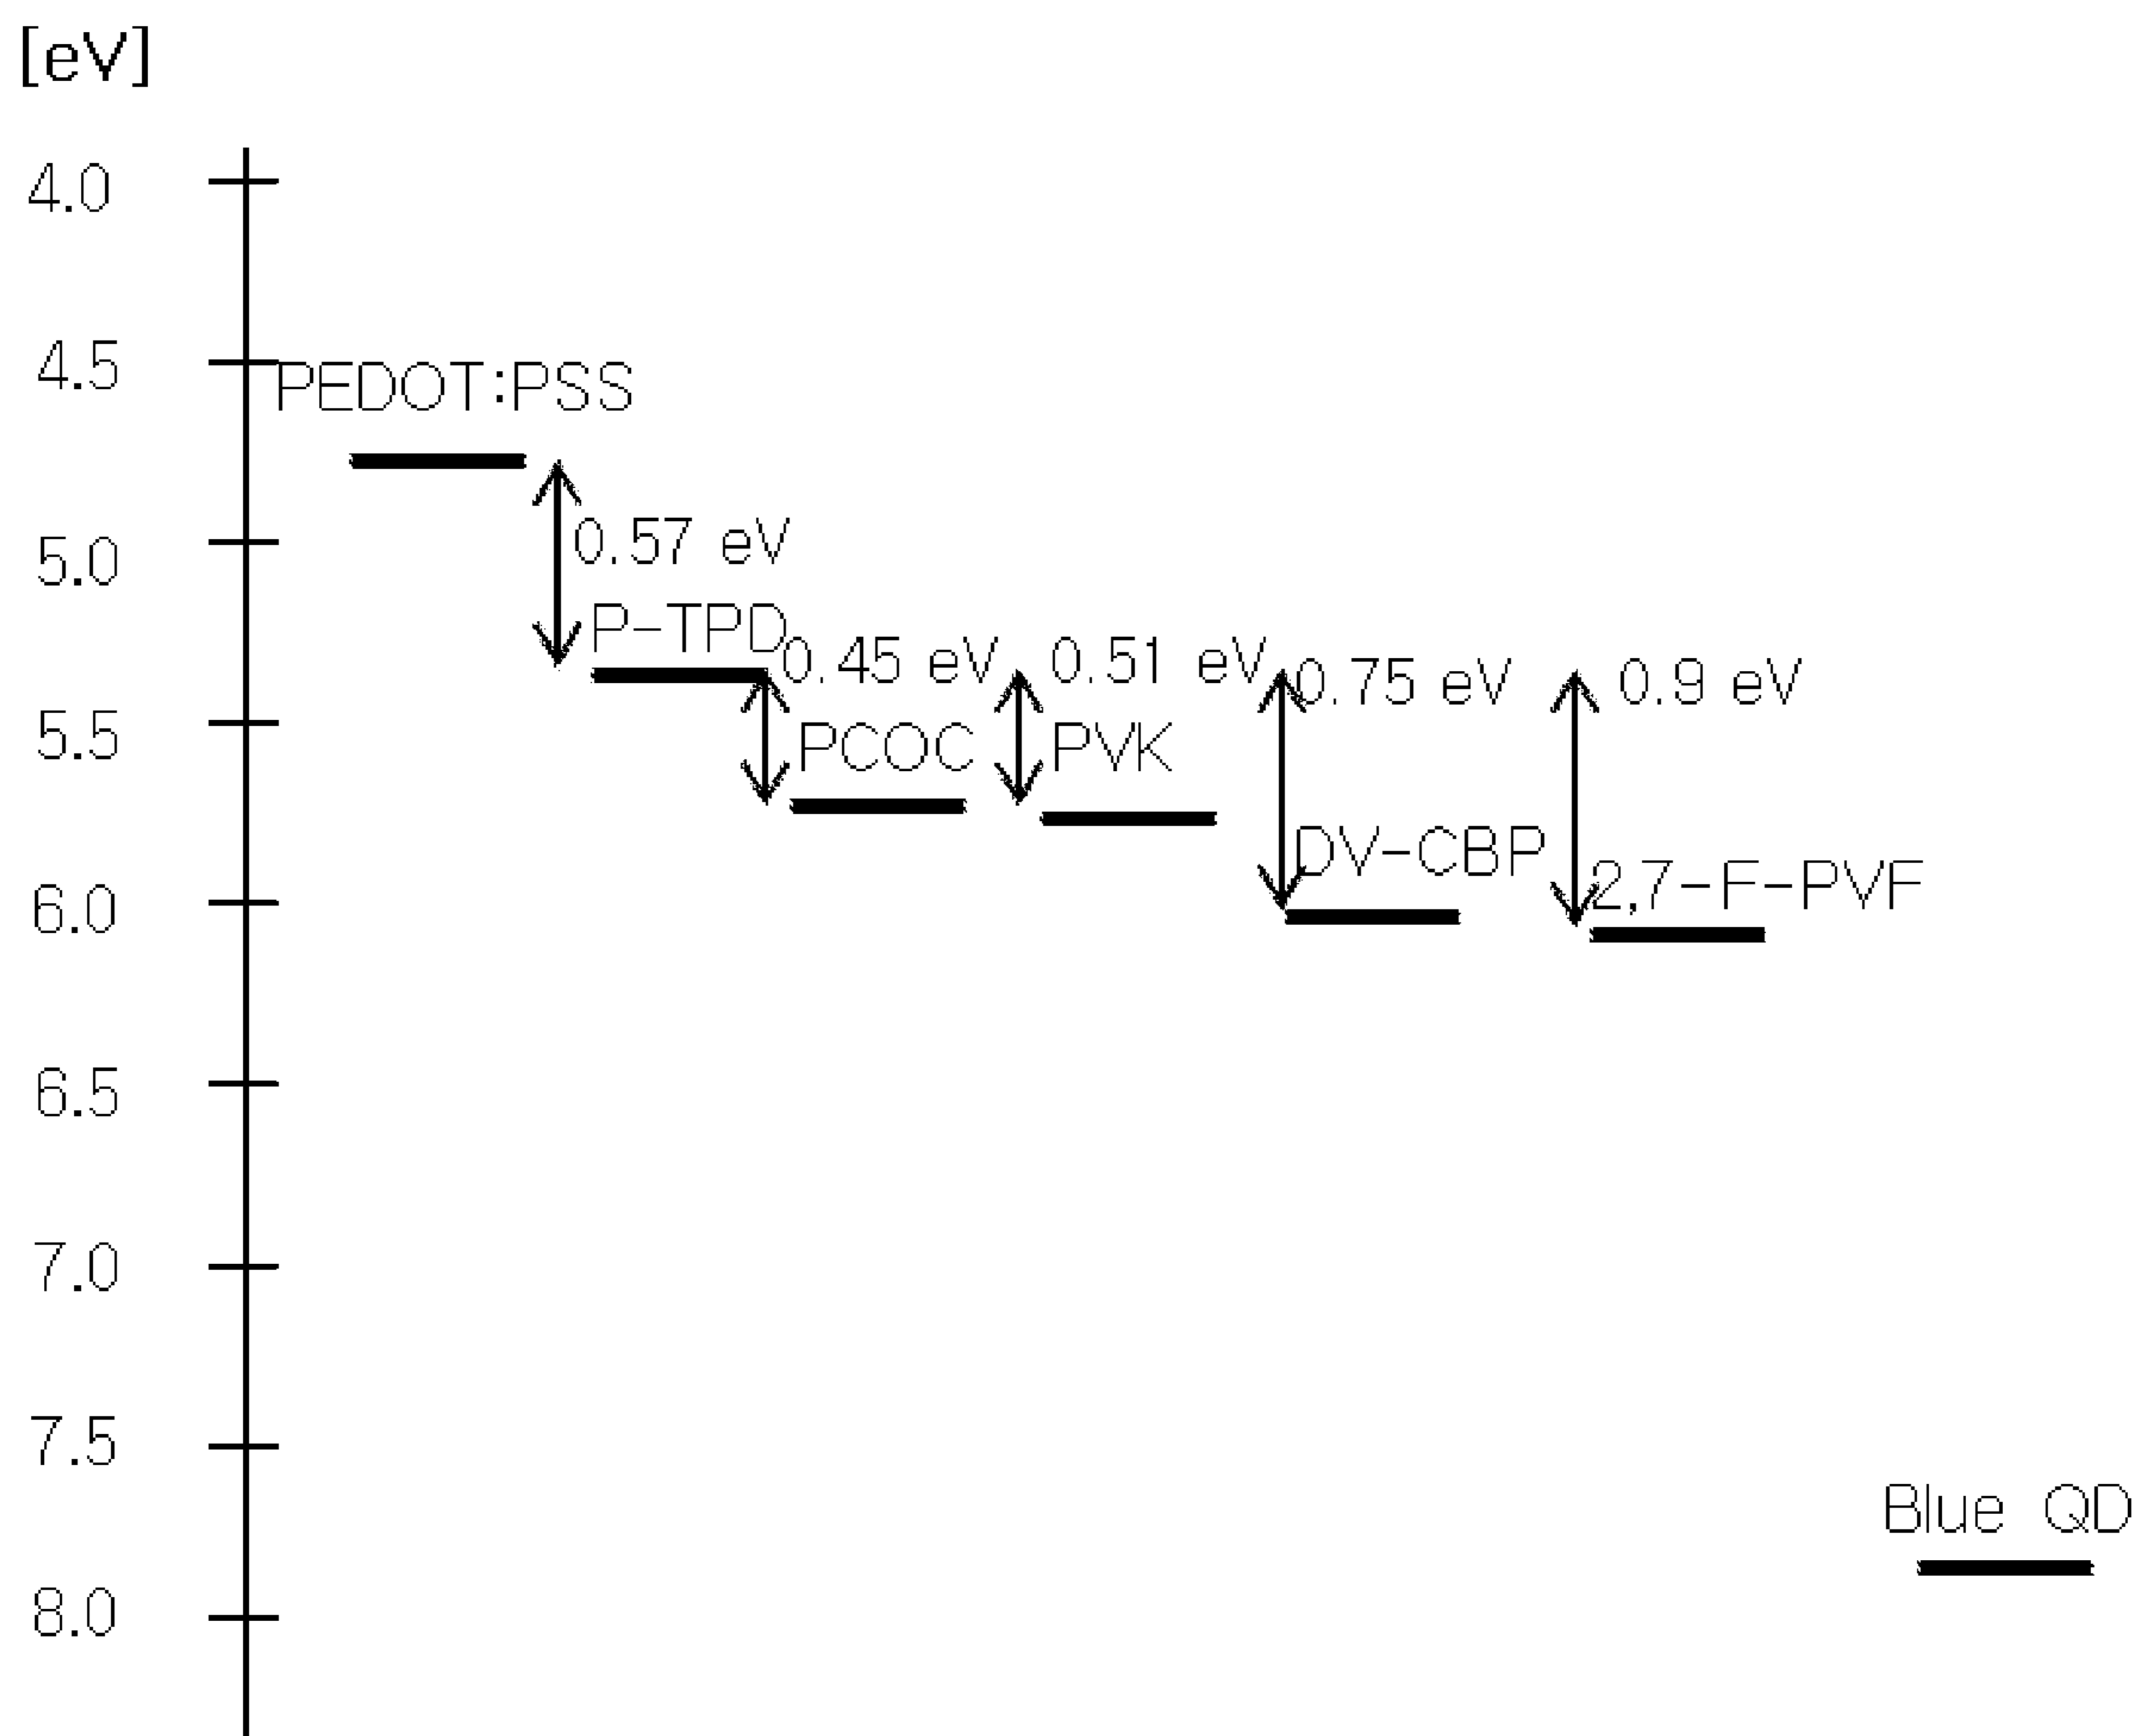 [eV]
4.0
4.5
PEDOT:PSS
5.0
0.57 eV
P-TPD
0.45 eV
0.51 eV
0.75 eV
0.9 eV
5.5
PCOC
PVK
DV-CBP
2,7-F-PVF
6.0
6.5
7.0
7.5
Blue QD
8.0